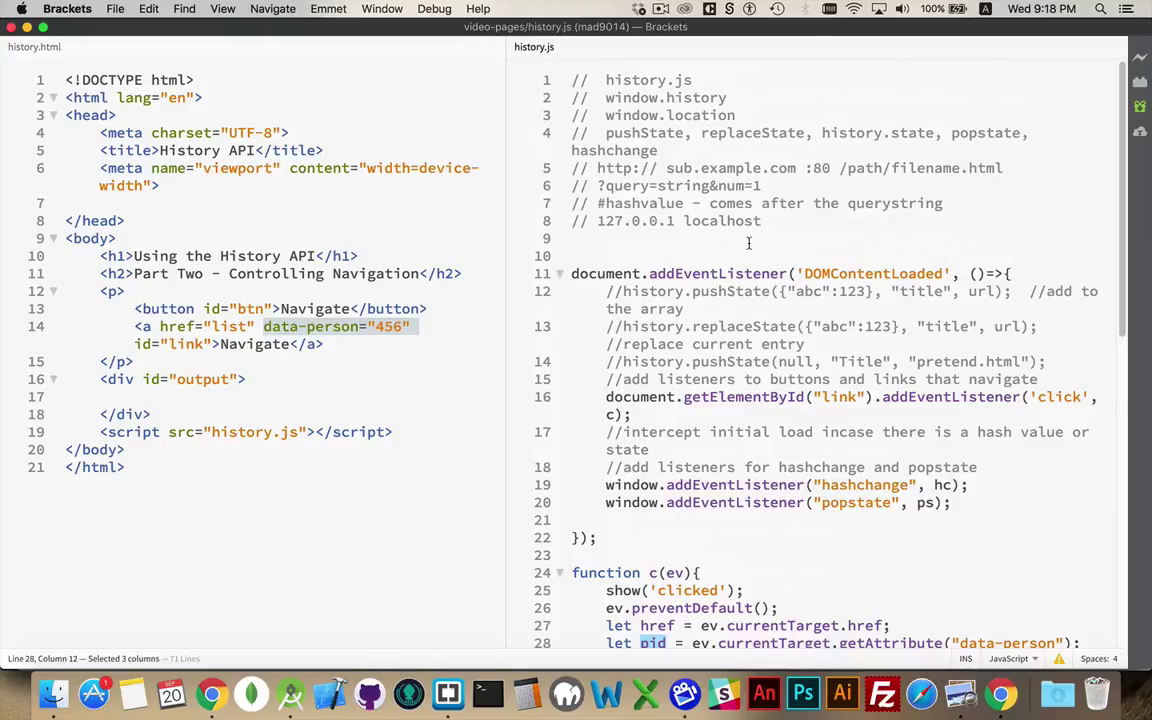 Brackets File Edit Find View Navigate Emmet Window Debug Help 100% Wed 9:18 PM
video-pages/history.js (mad9014) — Brackets
history.html
1 <!DOCTYPE html>
2 <html lang="en">
3 <head>
4 <meta charset="UTF-8">
5 <title>History API</title>
6 <meta name="viewport" content="width=device-
width">
7
8 </head>
9 <body>
10 <h1>Using the History API</h1>
11 <h2>Part Two - Controlling Navigation</h2>
12 <p>
13 <button id="btn">Navigate</button>
14 <a href="list" data-person="456"
id="link">Navigate</a>
15 </p>
16 <div id="output">
17
18 </div>
19 <script src="history.js"></script>
20 </body>
21 </html>
history.js
1 // history.js
2 // window.history
3 // window.location
4 // pushState, replaceState, history.state, popstate,
hashchange
5 // http:// sub.example.com :80 /path/filename.html
6 // ?query=string&num=1
7 // #hashvalue - comes after the querystring
8 // 127.0.0.1 localhost
9
10
11 document.addEventListener('DOMContentLoaded', ()=>{
12 //history.pushState({"abc":123}, "title", url); //add to
the array
13 //history.replaceState({"abc":123}, "title", url);
//replace current entry
14 //history.pushState(null, "Title", "pretend.html");
15 //add listeners to buttons and links that navigate
16 document.getElementById("link").addEventListener('click',
c);
17 //intercept initial load incase there is a hash value or
state
18 //add listeners for hashchange and popstate
19 window.addEventListener("hashchange", hc);
20 window.addEventListener("popstate", ps);
21
22 });
23
24 function c(ev){
25 show('clicked');
26 ev.preventDefault();
27 let href = ev.currentTarget.href;
28 let pid = ev.currentTarget.getAttribute("data-person");
Line 28, Column 12 — Selected 3 columns — 71 Lines
INS JavaScript Spaces: 4